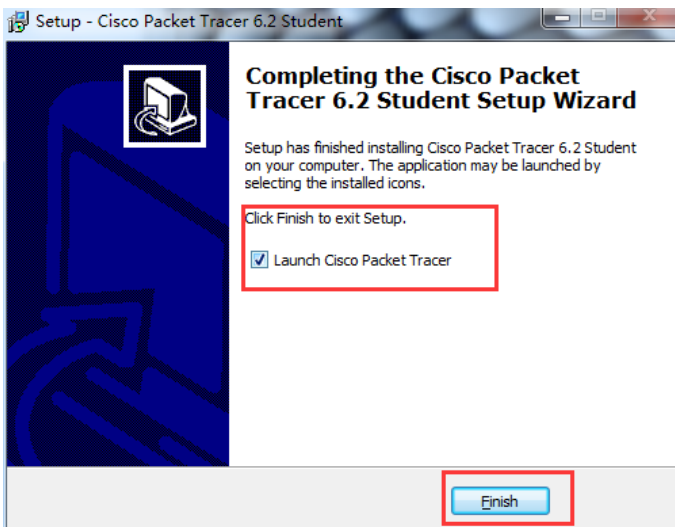 Setup - Cisco Packet Tracer 6.2 Student
Completing the Cisco Packet
Tracer 6.2 Student Setup Wizard
Setup has finished installing Cisco Packet Tracer 6.2 Student
on your computer. The application may be launched by
selecting the installed icons.
Click Finish to exit Setup.
Launch Cisco Packet Tracer
Finish